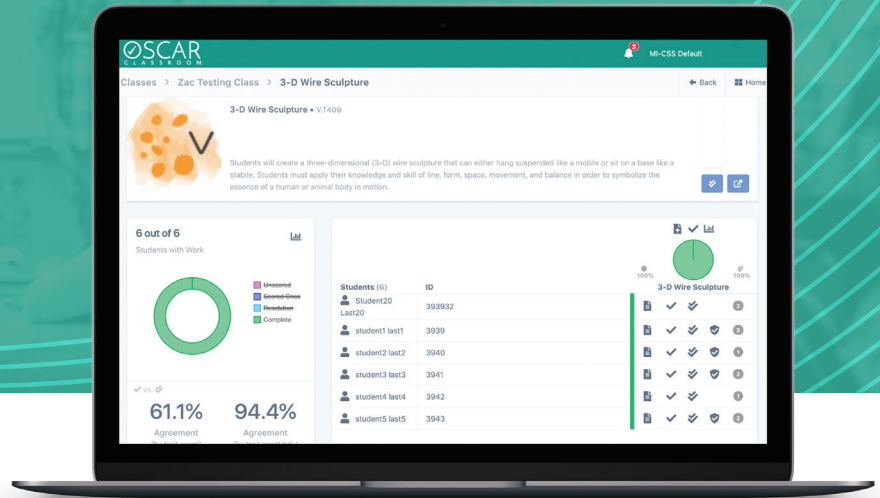 OSCAR
CLASSROOM
3
MI-CSS Default
Classes > Zac Testing Class > 3-D Wire Sculpture
Back
Home
3-D Wire Sculpture • V.T409
Students will create a three-dimensional (3-D) wire sculpture that can either hang suspended like a mobile or sit on a base like a
stabile. Students must apply their knowledge and skill of line, form, space, movement, and balance in order to symbolize the
essence of a human or animal body in motion.
6 out of 6
Students with Work
Unscored
Scored Once
Resolution
Complete
vs.
61.1%
94.4%
Agreement
Agreement
100%
100%
Students (6)
ID
3-D Wire Sculpture
Student20
Last20
393932
2
student1 last1
3939
2
student2 last2
3940
1
student3 last3
3941
2
student4 last4
3942
1
student5 last5
3943
2